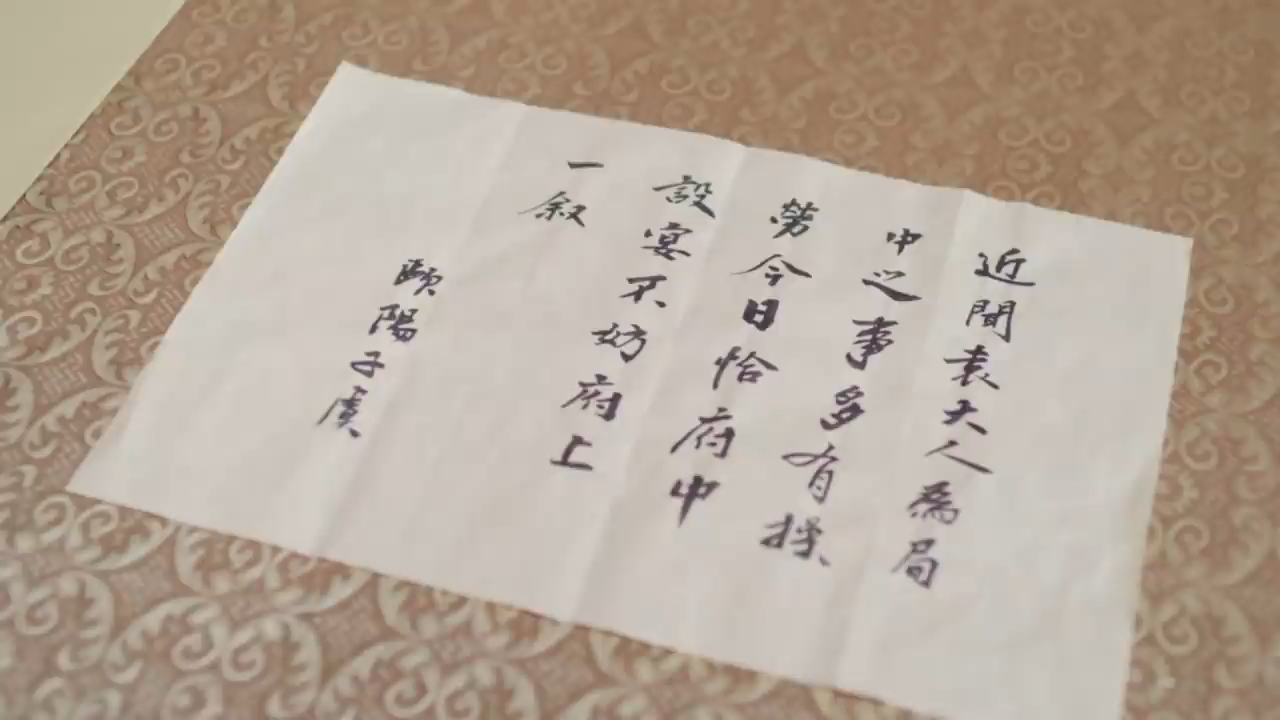 近聞袁大人為局
中之事多有操
勞今日恰府中
設宴不妨府上
一叙
歐陽子虞